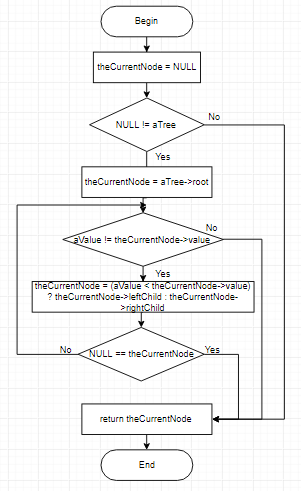 Begin
theCurrentNode = NULL
NULL != aTree
No
Yes
theCurrentNode = aTree->root
No
aValue != theCurrentNode->value
Yes
theCurrentNode = (aValue < theCurrentNode->value)
? theCurrentNode->leftChild : theCurrentNode-
>rightChild
No
NULL == theCurrentNode
Yes
return theCurrentNode
End